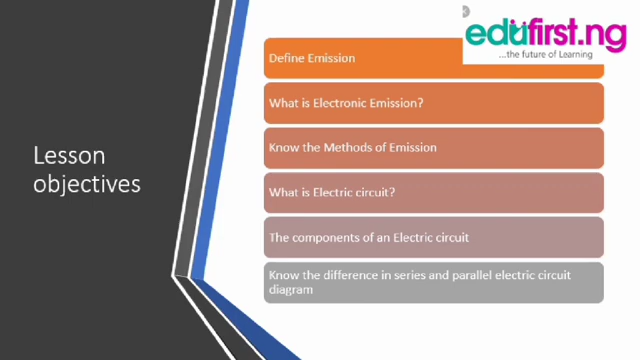 edufirst.ng
...the future of Learning
Lesson
objectives
Define Emission
What is Electronic Emission?
Know the Methods of Emission
What is Electric circuit?
The components of an Electric circuit
Know the difference in series and parallel electric circuit
diagram